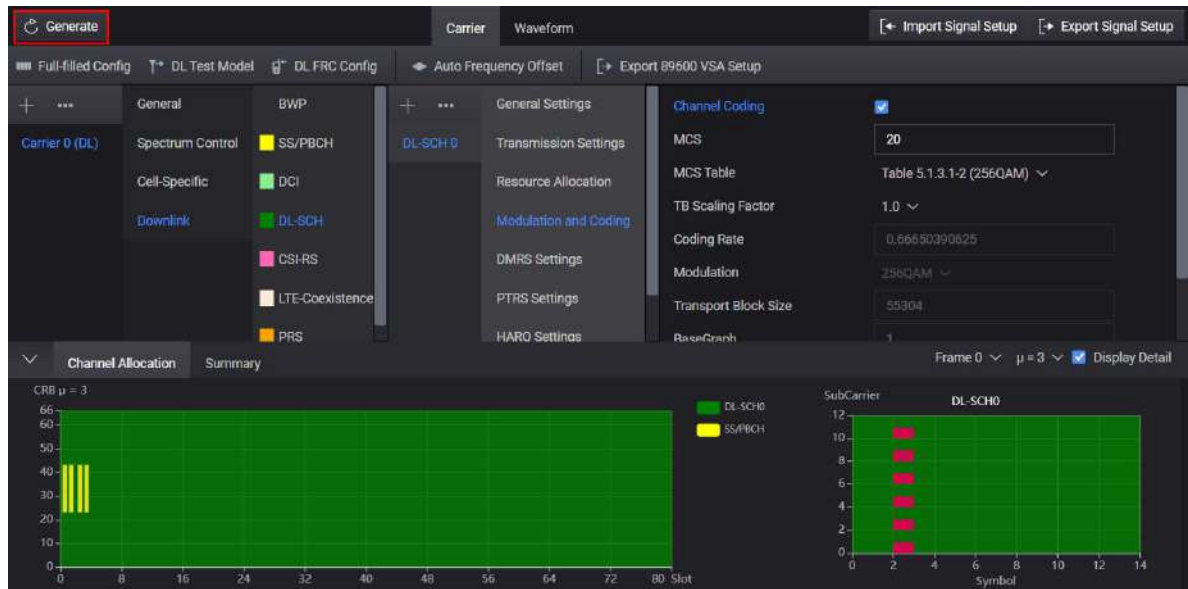 Generate
Carrier Waveform
Import Signal Setup Export Signal Setup
Full-filled Config DL Test Model DL FRC Config Auto Frequency Offset Export 89600 VSA Setup
General BWP General Settings Channel Coding
Carrier 0 (DL) Spectrum Control SS/PBCH DL-SCH 0 Transmission Settings MCS 20
Cell-Specific DCI Resource Allocation MCS Table Table 5.1.3.1-2 (256QAM)
TB Scaling Factor 1.0
Downlink DL-SCH Modulation and Coding Coding Rate 0.66650390625
CSI-RS DMRS Settings Modulation 256QAM
LTE-Coexistence PTRS Settings Transport Block Size 55304
PRS HARQ Settings BaseGraph 1
Channel Allocation Summary Frame 0 μ = 3 Display Detail
CRB μ = 3
66
60
50
40
30
20
10
0
0 8 16 24 32 40 48 56 64 72 80 Slot
DL-SCH0
SS/PBCH
SubCarrier DL-SCH0
12
10
8
6
4
2
0
0 2 4 6 8 10 12 14
Symbol